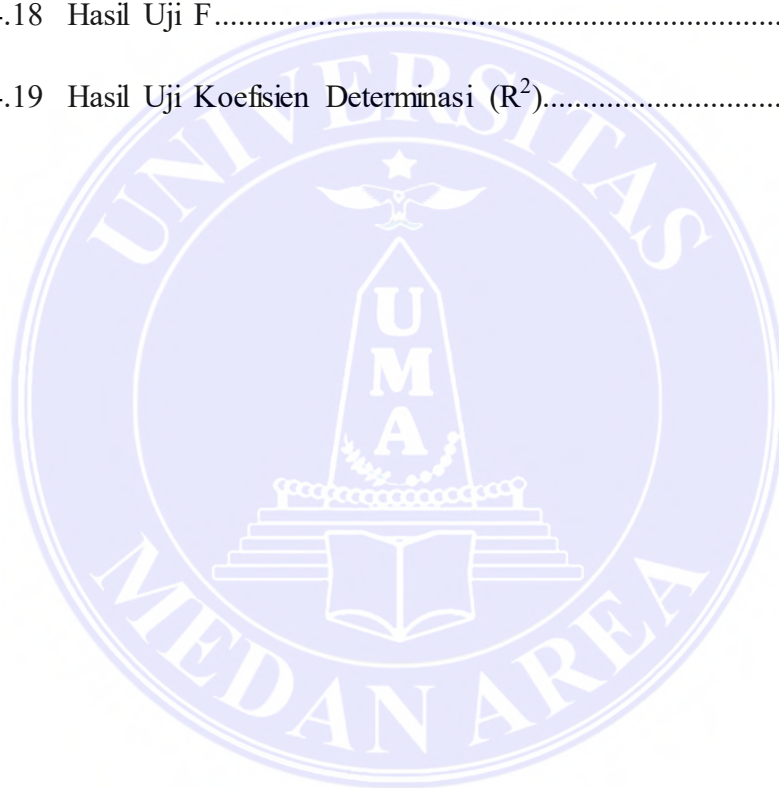 .18 Hasil Uji F..............................................................................
.19 Hasil Uji Koefisien Determinasi (R²)................................
UNIVERSITAS
U
M
A
MEDAN AREA